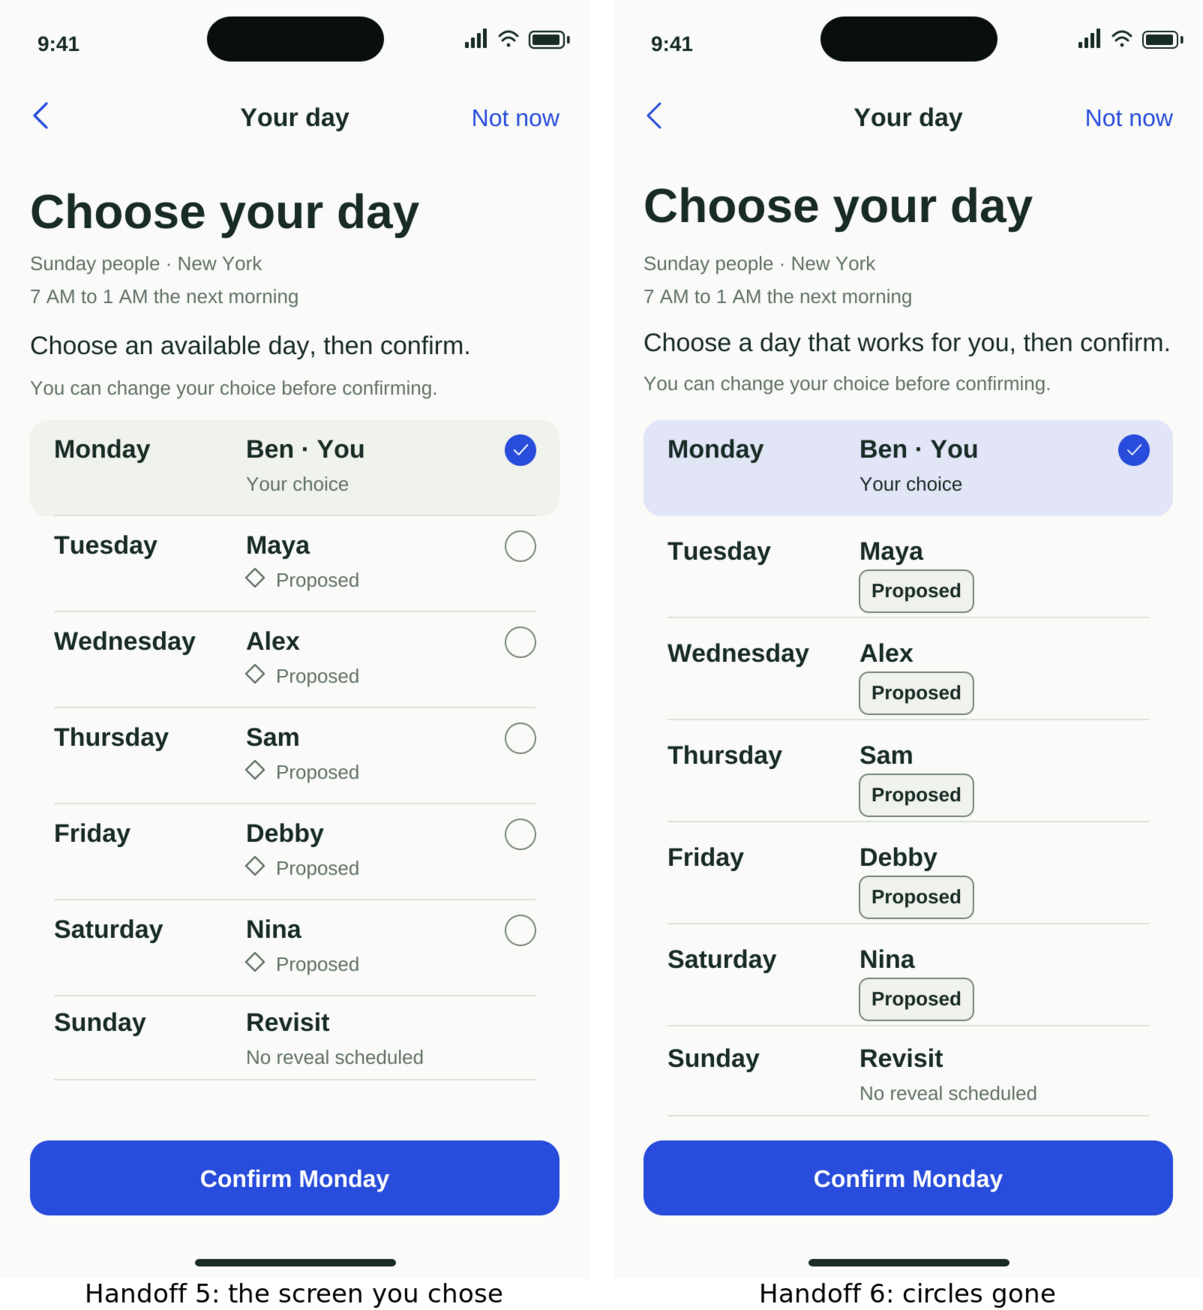 9:41
Your day
Not now
Choose your day
Sunday people · New York
7 AM to 1 AM the next morning
Choose an available day, then confirm.
You can change your choice before confirming.
Monday
Ben · You
Your choice
Tuesday
Maya
Proposed
Wednesday
Alex
Proposed
Thursday
Sam
Proposed
Friday
Debby
Proposed
Saturday
Nina
Proposed
Sunday
Revisit
No reveal scheduled
Confirm Monday
Handoff 5: the screen you chose
9:41
Your day
Not now
Choose your day
Sunday people · New York
7 AM to 1 AM the next morning
Choose a day that works for you, then confirm.
You can change your choice before confirming.
Monday
Ben · You
Your choice
Tuesday
Maya
Proposed
Wednesday
Alex
Proposed
Thursday
Sam
Proposed
Friday
Debby
Proposed
Saturday
Nina
Proposed
Sunday
Revisit
No reveal scheduled
Confirm Monday
Handoff 6: circles gone